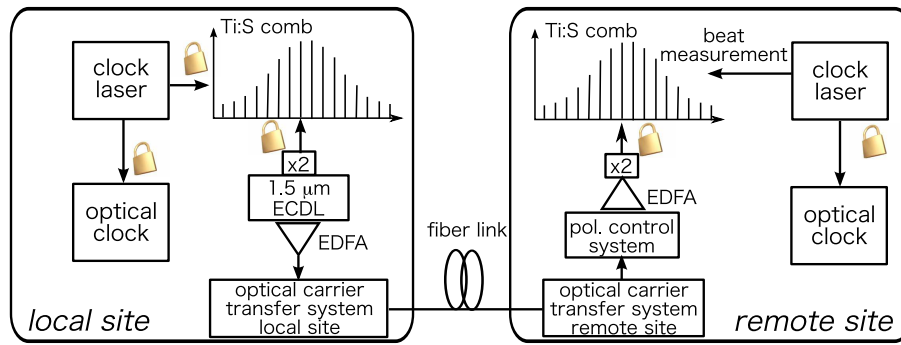 Ti:S comb
clock
laser
x2
1.5 μm
ECDL
optical
clock
EDFA
optical carrier
transfer system
local site
local site
fiber link
Ti:S comb
beat
measurement
clock
laser
x2
EDFA
pol. control
system
optical
clock
optical carrier
transfer system
remote site
remote site